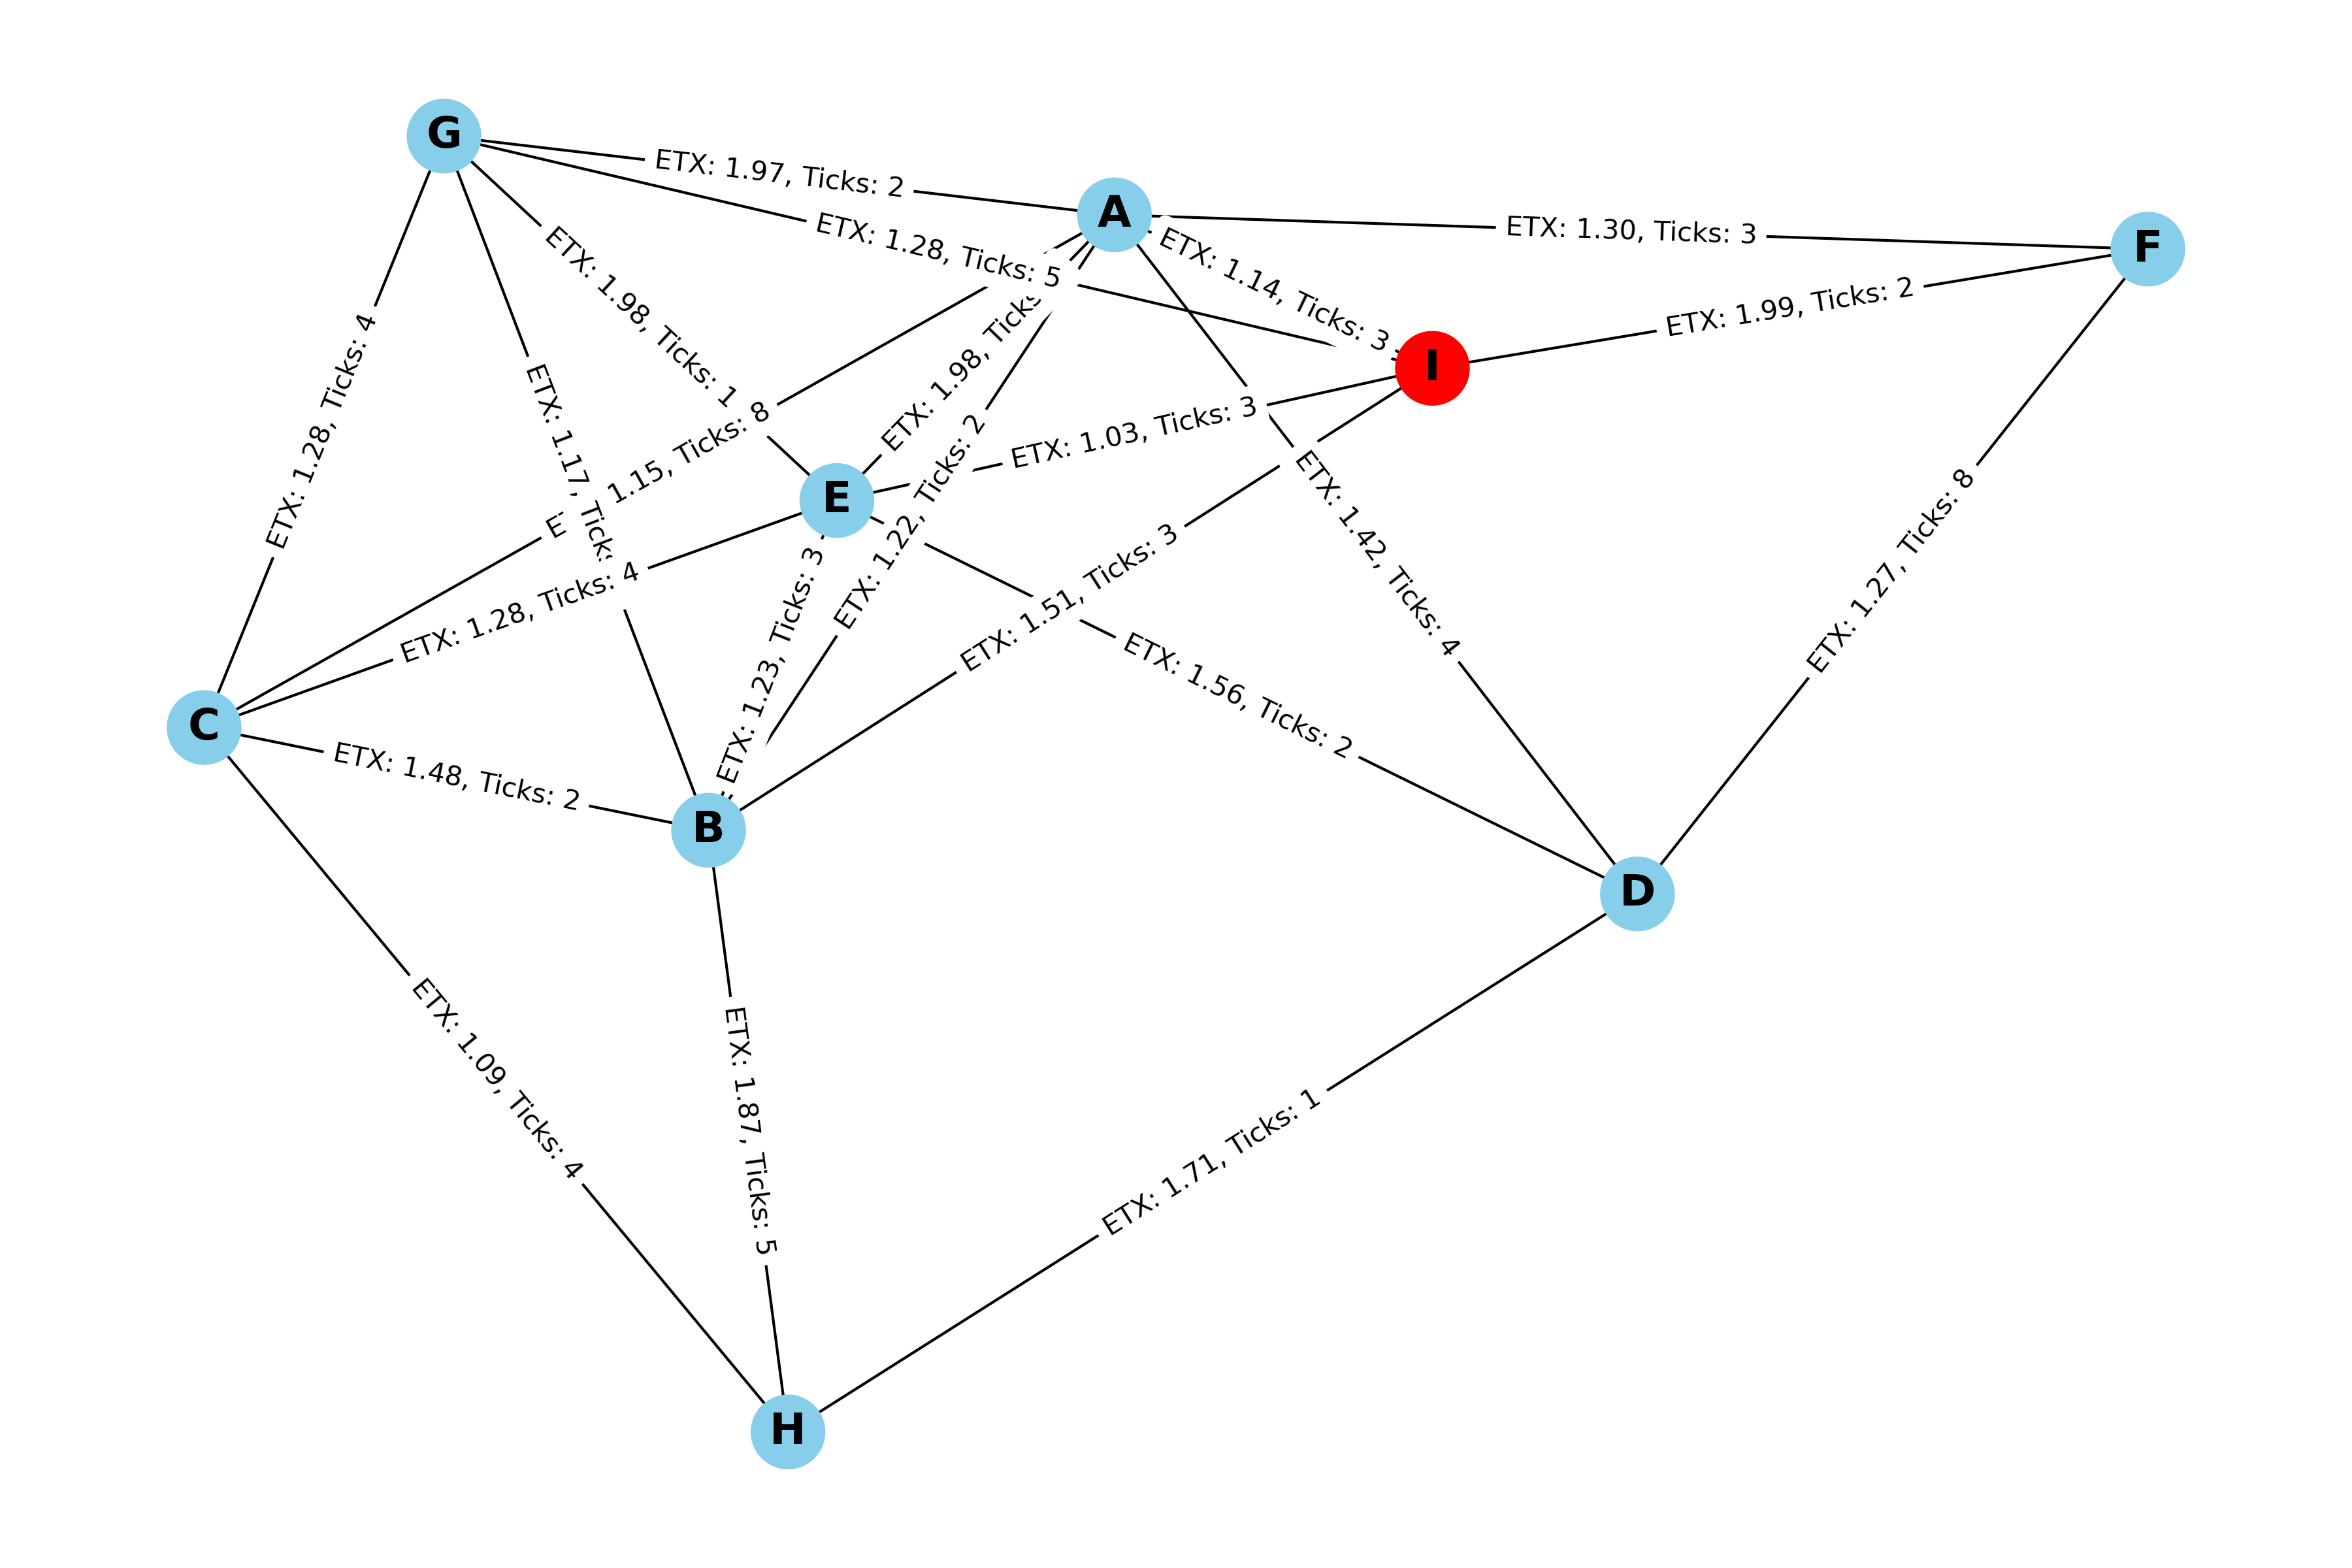 G
A
F
I
E
C
B
D
H
ETX: 1.97, Ticks: 2
ETX: 1.28, Ticks: 5
ETX: 1.30, Ticks: 3
ETX: 1.14, Ticks: 3
ETX: 1.99, Ticks: 2
ETX: 1.98, Ticks: 1
ETX: 1.98, Ticks
ETX: 1.03, Ticks: 3
ETX: 1.28, Ticks: 4
ETX: 1.17,
1.15, Ticks: 8
ETX: 1.22, Ticks: 2
ETX: 1.28, Ticks: 4
ETX: 1.23, Ticks: 3
ETX: 1.51, Ticks: 3
ETX: 1.42, Ticks: 4
ETX: 1.27, Ticks: 8
ETX: 1.56, Ticks: 2
ETX: 1.48, Ticks: 2
ETX: 1.09, Ticks: 4
ETX: 1.87, Ticks: 5
ETX: 1.71, Ticks: 1